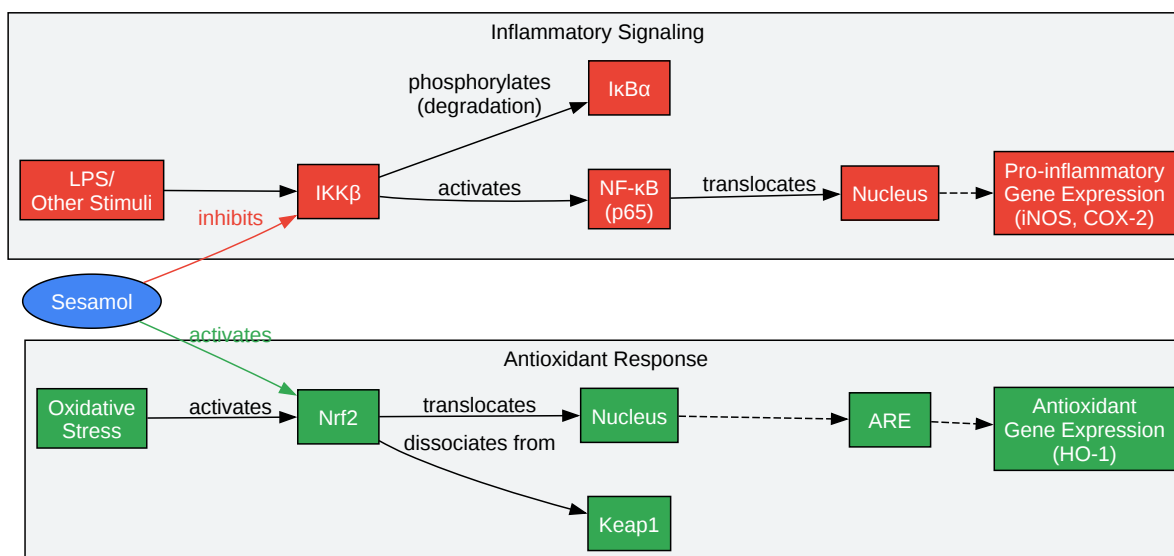 Inflammatory Signaling
phosphorylates
(degradation)
IκBα
LPS/
Other Stimuli
IKKβ
activates
NF-κB
(p65)
translocates
Nucleus
Pro-inflammatory
Gene Expression
(iNOS, COX-2)
inhibits
Sesamol
activates
Antioxidant Response
Oxidative
Stress
activates
Nrf2
translocates
Nucleus
ARE
Antioxidant
Gene Expression
(HO-1)
dissociates from
Keap1